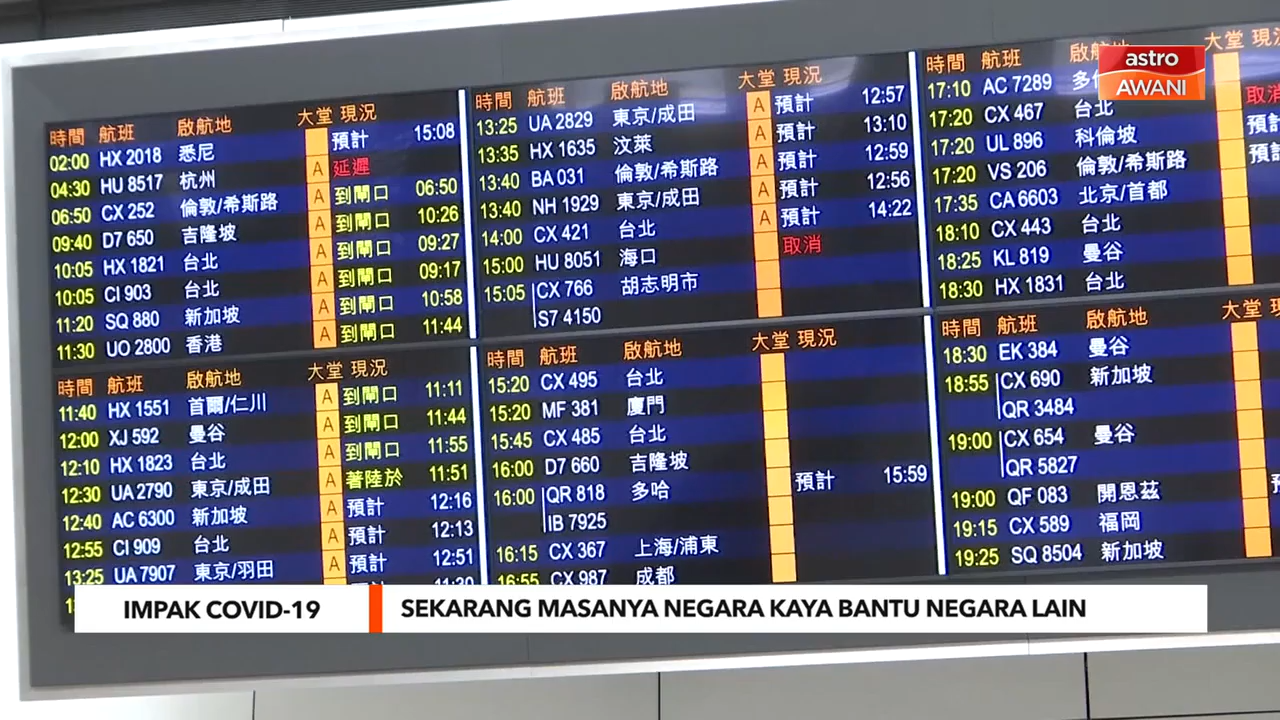 時間 航班 啟航地 大堂 現況
02:00 HX 2018 悉尼 預計 15:08
04:30 HU 8517 杭州 A 延遲
06:50 CX 252 倫敦/希斯路 A 到閘口 06:50
09:40 D7 650 吉隆坡 A 到閘口 10:26
10:05 HX 1821 台北 A 到閘口 09:27
10:05 CI 903 台北 A 到閘口 09:17
11:20 SQ 880 新加坡 A 到閘口 10:58
11:30 UO 2800 香港 A 到閘口 11:44
時間 航班 啟航地 大堂 現況
11:40 HX 1551 首爾/仁川 A 到閘口 11:11
12:00 XJ 592 曼谷 A 到閘口 11:44
12:10 HX 1823 台北 A 到閘口 11:55
12:30 UA 2790 東京/成田 A 著陸於 11:51
12:40 AC 6300 新加坡 A 預計 12:16
12:55 CI 909 台北 A 預計 12:13
13:25 UA 7907 東京/羽田 A 預計 12:51
時間 航班 啟航地 大堂 現況
13:25 UA 2829 東京/成田 A 預計 12:57
13:35 HX 1635 汶萊 A 預計 13:10
13:40 BA 031 倫敦/希斯路 A 預計 12:59
13:40 NH 1929 東京/成田 A 預計 12:56
14:00 CX 421 台北 A 預計 14:22
15:00 HU 8051 海口 取消
15:05 CX 766 胡志明市
S7 4150
時間 航班 啟航地 大堂 現況
15:20 CX 495 台北
15:20 MF 381 廈門
15:45 CX 485 台北
16:00 D7 660 吉隆坡
16:00 QR 818 多哈 預計 15:59
IB 7925
16:15 CX 367 上海/浦東
16:55 CX 987 成都
時間 航班 大堂
17:10 AC 7289
17:20 CX 467 台北 取消
17:20 UL 896 科倫坡
17:20 VS 206 倫敦/希斯路
17:35 CA 6603 北京/首都
18:10 CX 443 台北
18:25 KL 819 曼谷
18:30 HX 1831 台北
時間 航班 啟航地 大堂
18:30 EK 384 曼谷
18:55 CX 690 新加坡
QR 3484
19:00 CX 654 曼谷
QR 5827
19:00 QF 083 開恩茲
19:15 CX 589 福岡
19:25 SQ 8504 新加坡
astro
AWANI
IMPAK COVID-19
SEKARANG MASANYA NEGARA KAYA BANTU NEGARA LAIN